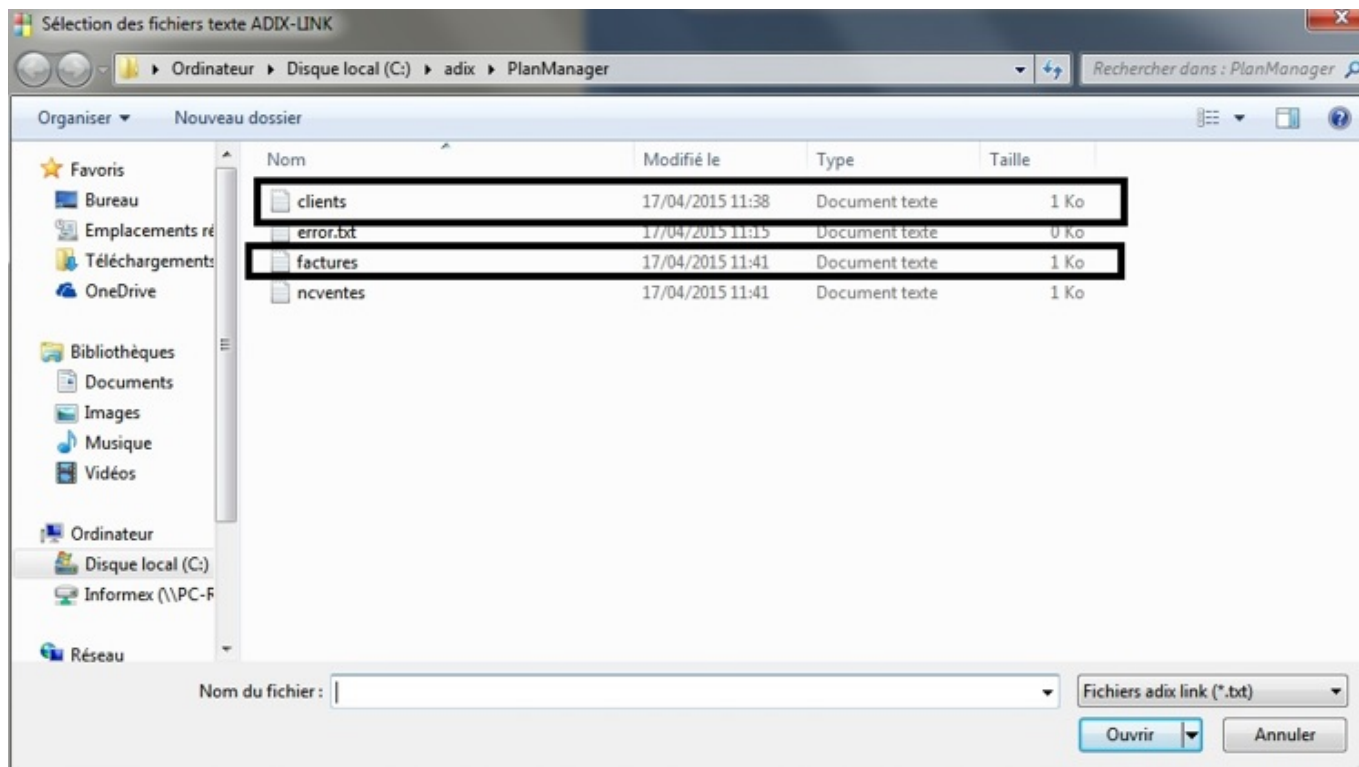 Sélection des fichiers texte ADIX-LINK
Ordinateur Disque local (C:) adix PlanManager Rechercher dans : PlanManager
Organiser Nouveau dossier
Nom Modifié le Type Taille
Favoris
Bureau
Emplacements ré
Téléchargements
OneDrive
Bibliothèques
Documents
Images
Musique
Vidéos
Ordinateur
Disque local (C:)
Informex (\\PC-R
Réseau
clients 17/04/2015 11:38 Document texte 1 Ko
error.txt 17/04/2015 11:15 Document texte 0 Ko
factures 17/04/2015 11:41 Document texte 1 Ko
ncventes 17/04/2015 11:41 Document texte 1 Ko
Nom du fichier : Fichiers adix link (*.txt)
Ouvrir Annuler